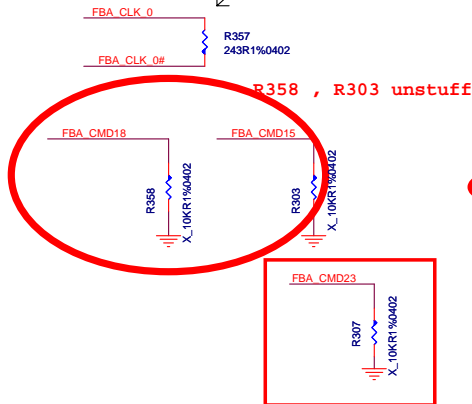 FBA_CLK_0
R357
243R1%0402
FBA_CLK_0#
R358 , R303 unstuff
FBA_CMD18
FBA_CMD15
R358
X_10KR1%0402
R303
X_10KR1%0402
FBA_CMD23
R307
X_10KR1%0402